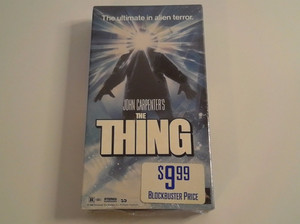 The ultimate in alien terror.
JOHN CARPENTER'S
THE
THING
$9.99
BLOCKBUSTER PRICE
R